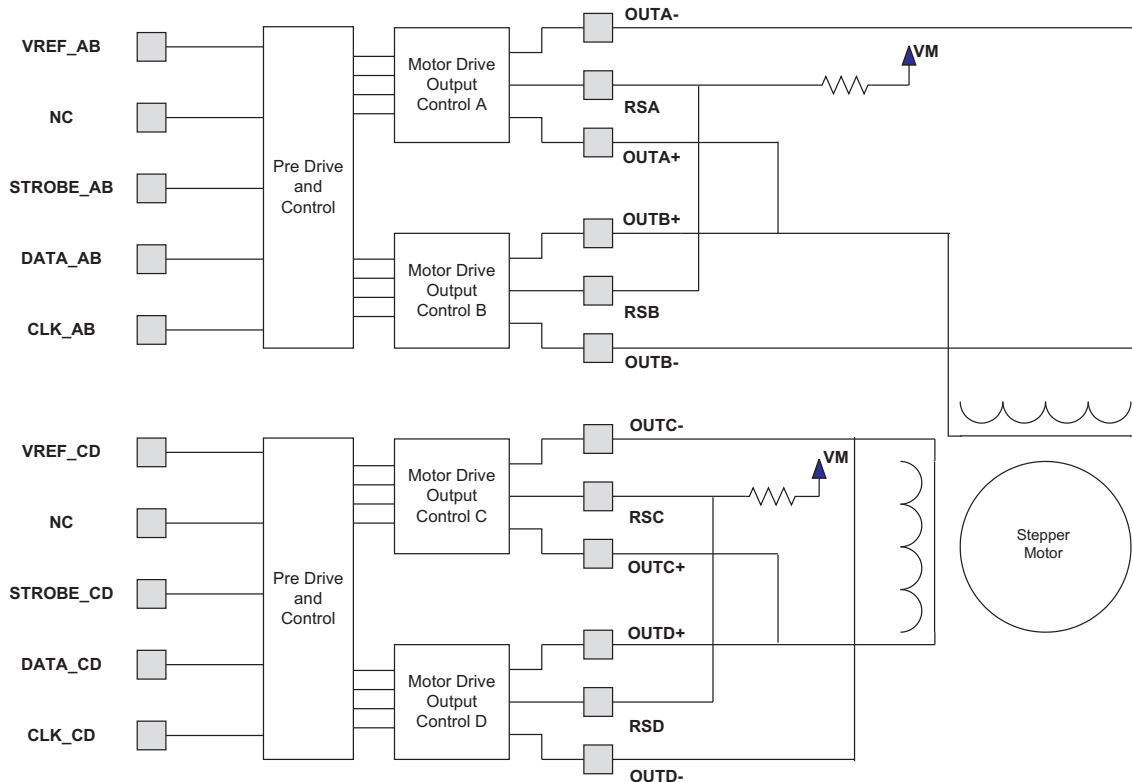 OUTA-
VREF_AB
Motor Drive
Output
Control A
VM
NC
RSA
OUTA+
Pre Drive
and
Control
STROBE_AB
OUTB+
DATA_AB
Motor Drive
Output
Control B
CLK_AB
RSB
OUTB-
OUTC-
VREF_CD
Motor Drive
Output
Control C
VM
NC
RSC
OUTC+
Stepper
Motor
Pre Drive
and
Control
STROBE_CD
OUTD+
DATA_CD
Motor Drive
Output
Control D
CLK_CD
RSD
OUTD-